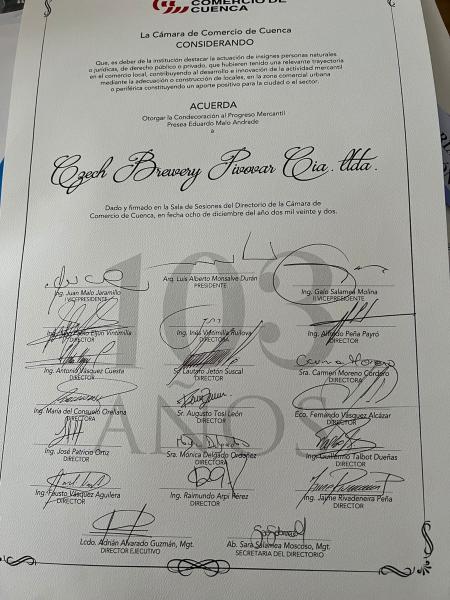 COMERCIO DE
CUENCA
La Cámara de Comercio de Cuenca
CONSIDERANDO
Que, es deber de la institución destacar la actuación de insignes personas naturales
o jurídicas, de derecho público o privado, que hubieren tenido una relevante trayectoria
en el comercio local, contribuyendo al desarrollo e innovación de la actividad mercantil
mediante la adecuación o construcción de locales, en la zona comercial urbana
o periférica constituyendo un aporte positivo para la ciudad o el sector.
ACUERDA
Otorgar la Condecoración al Progreso Mercantil
Presea Eduardo Malo Andrade
a
Czech Brewery Pivovar Cia. ltda.
Dado y firmado en la Sala de Sesiones del Directorio de la Cámara de
Comercio de Cuenca, en fecha ocho de diciembre del año dos mil veinte y dos.
103
AÑOS
Ing. Juan Malo Jaramillo
I VICEPRESIDENTE
Arq. Luis Alberto Monsalve Durán
PRESIDENTE
Ing. Galo Salamea Molina
II VICEPRESIDENTE
Eljuri Vintimilla
DIRECTOR
Ing. Inés Vintimilla Rullova
DIRECTORA
Ing. Alfredo Peña Payró
DIRECTOR
Ing. Antonio Vásquez Cuesta
DIRECTOR
Sr. Lautaro Jetón Suscal
DIRECTOR
Sra. Carmen Moreno Cordero
DIRECTORA
Ing. María del Consuelo Orellana
DIRECTORA
Sr. Augusto Tosi León
DIRECTOR
Eco. Fernando Vásquez Alcázar
DIRECTOR
Ing. José Patricio Ortiz
DIRECTOR
Sra. Mónica Delgado Ordóñez
DIRECTORA
Ing. Guillermo Talbot Dueñas
DIRECTOR
Ing. Fausto Vásquez Aguilera
DIRECTOR
Ing. Raimundo Arpi Pérez
DIRECTOR
Ing. Jayme Rivadeneira Peña
DIRECTOR
Lcdo. Adrián Alvarado Guzmán, Mgt.
DIRECTOR EJECUTIVO
Ab. Sara Salamea Moscoso, Mgt.
SECRETARIA DEL DIRECTORIO